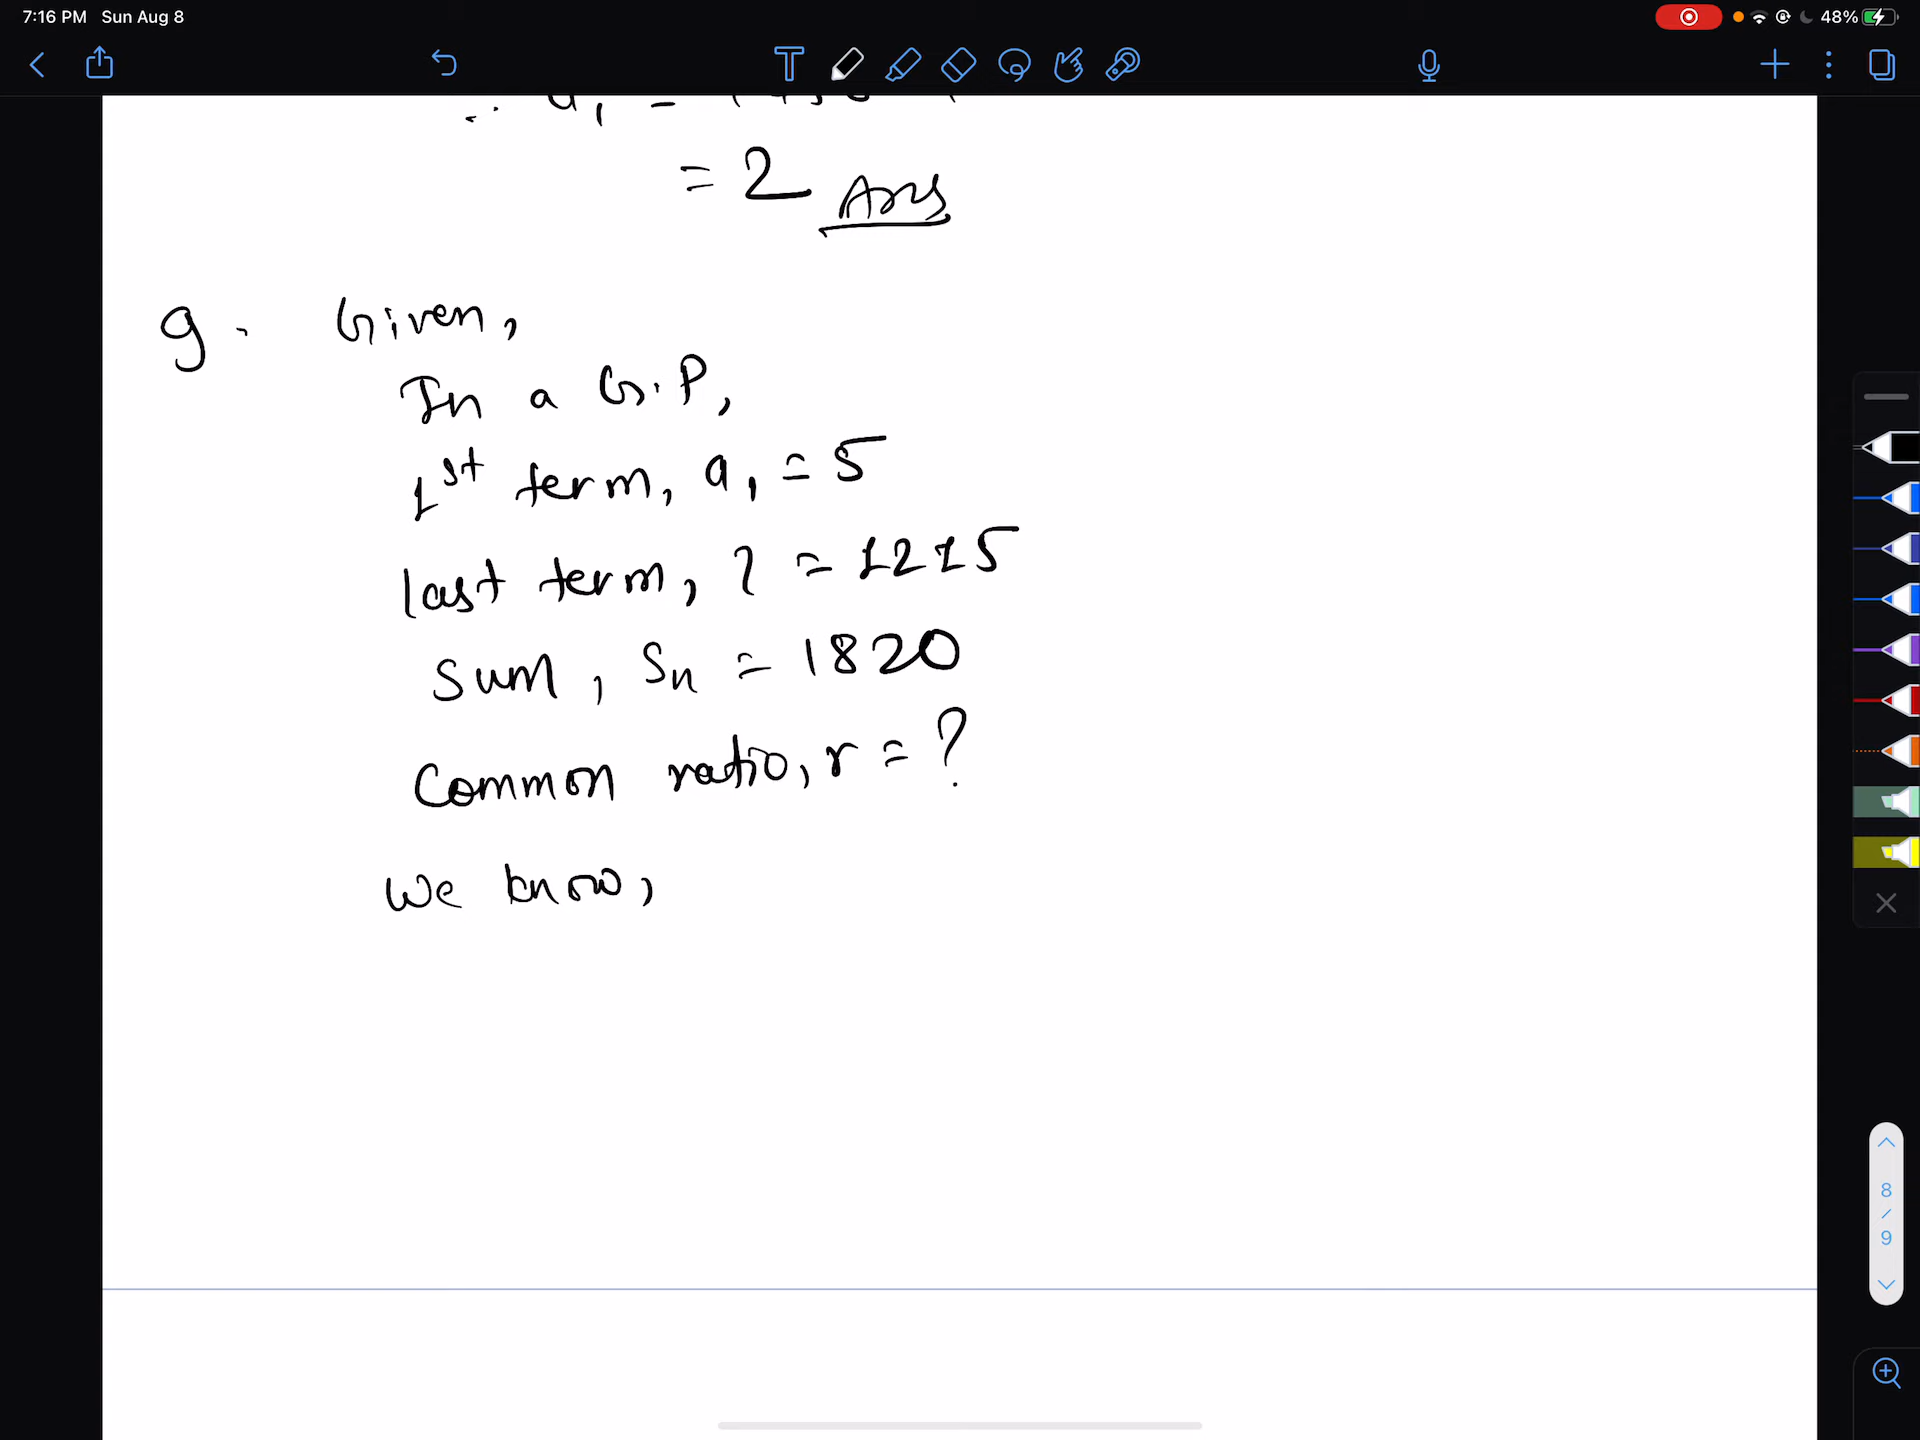 7:16 PM Sun Aug 8
48%
= 2 Ans
g. Given,
In a G.P,
1st term, a₁ = 5
last term, l = 1215
Sum, Sn = 1820
Common ratio, r = ?
We know,
8
/
9